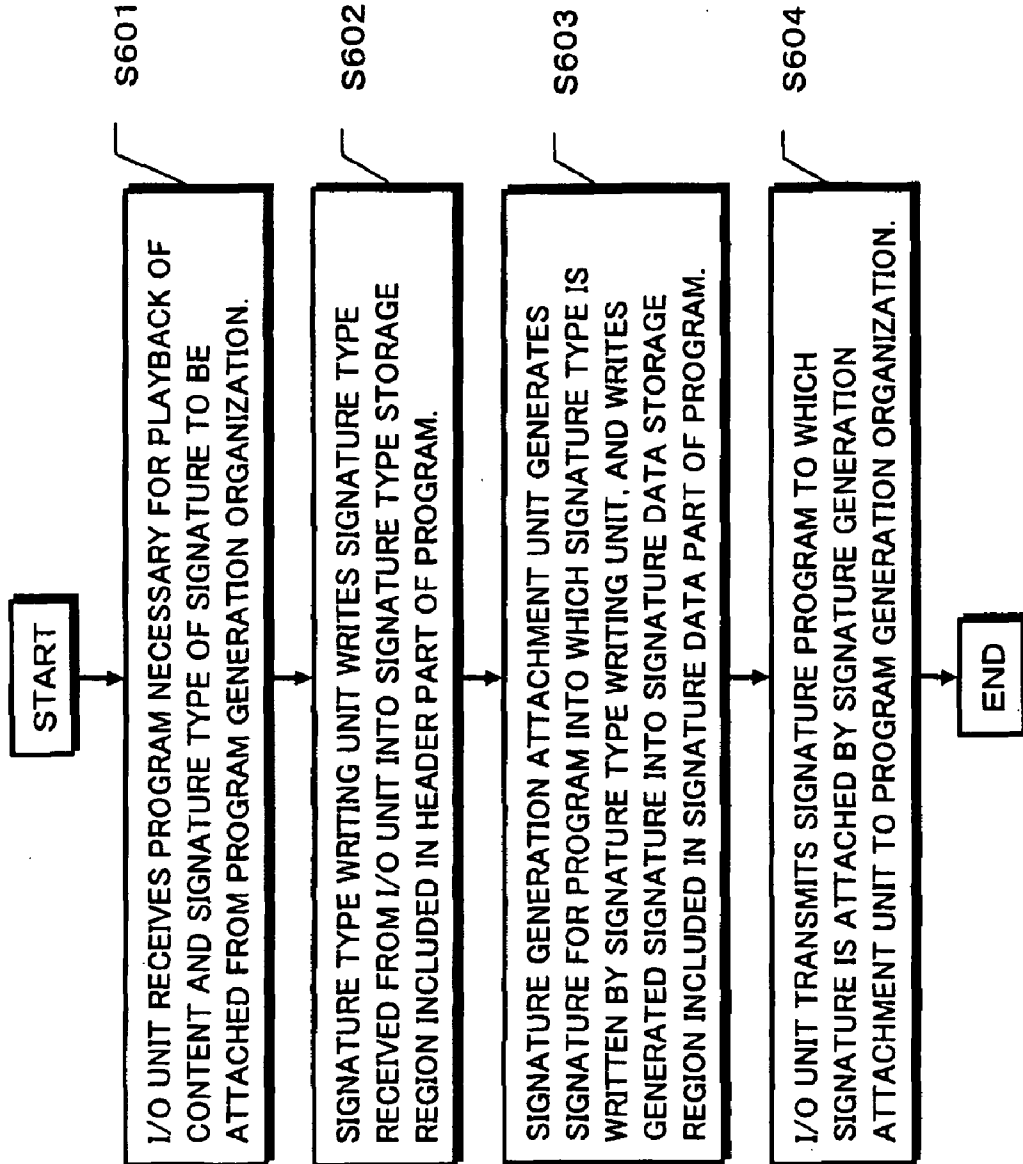 START
I/O UNIT RECEIVES PROGRAM NECESSARY FOR PLAYBACK OF
CONTENT AND SIGNATURE TYPE OF SIGNATURE TO BE
ATTACHED FROM PROGRAM GENERATION ORGANIZATION.
S601
SIGNATURE TYPE WRITING UNIT WRITES SIGNATURE TYPE
RECEIVED FROM I/O UNIT INTO SIGNATURE TYPE STORAGE
REGION INCLUDED IN HEADER PART OF PROGRAM.
S602
SIGNATURE GENERATION ATTACHMENT UNIT GENERATES
SIGNATURE FOR PROGRAM INTO WHICH SIGNATURE TYPE IS
WRITTEN BY SIGNATURE TYPE WRITING UNIT, AND WRITES
GENERATED SIGNATURE INTO SIGNATURE DATA STORAGE
REGION INCLUDED IN SIGNATURE DATA PART OF PROGRAM.
S603
I/O UNIT TRANSMITS SIGNATURE PROGRAM TO WHICH
SIGNATURE IS ATTACHED BY SIGNATURE GENERATION
ATTACHMENT UNIT TO PROGRAM GENERATION ORGANIZATION.
S604
END